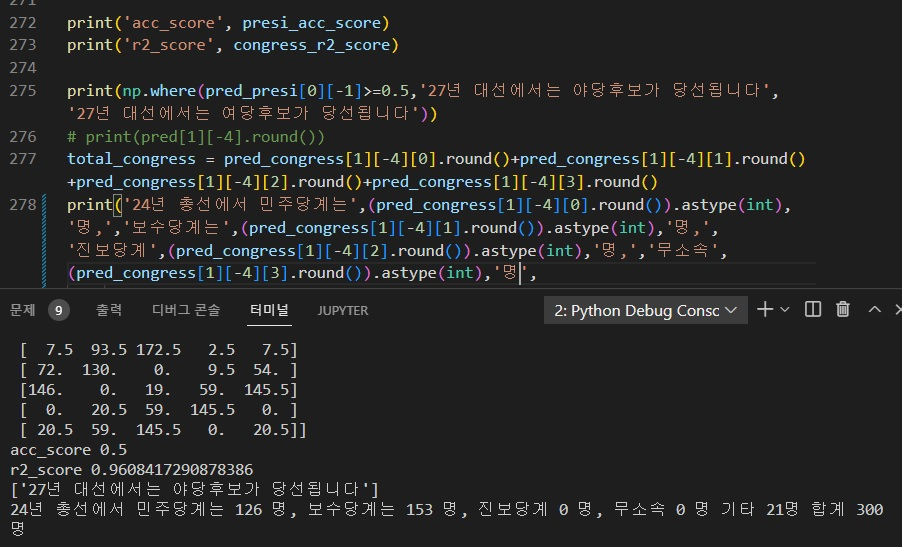 271
272 print('acc_score', presi_acc_score)
273 print('r2_score', congress_r2_score)
274
275 print(np.where(pred_presi[0][-1]>=0.5,'27년 대선에서는 야당후보가 당선됩니다',
'27년 대선에서는 여당후보가 당선됩니다'))
276 # print(pred[1][-4].round())
277 total_congress = pred_congress[1][-4][0].round()+pred_congress[1][-4][1].round()
+pred_congress[1][-4][2].round()+pred_congress[1][-4][3].round()
278 print('24년 총선에서 민주당계는',(pred_congress[1][-4][0].round()).astype(int),
'명,','보수당계는',(pred_congress[1][-4][1].round()).astype(int),'명,',
'진보당계',(pred_congress[1][-4][2].round()).astype(int),'명,','무소속',
(pred_congress[1][-4][3].round()).astype(int),'명',
문제 9 출력 디버그 콘솔 터미널 JUPYTER 2: Python Debug Consc
[ 7.5 93.5 172.5 2.5 7.5]
[ 72. 130. 0. 9.5 54. ]
[146. 0. 19. 59. 145.5]
[ 0. 20.5 59. 145.5 0. ]
[ 20.5 59. 145.5 0. 20.5]]
acc_score 0.5
r2_score 0.9608417290878386
['27년 대선에서는 야당후보가 당선됩니다']
24년 총선에서 민주당계는 126 명, 보수당계는 153 명, 진보당계 0 명, 무소속 0 명 기타 21명 합계 300
명